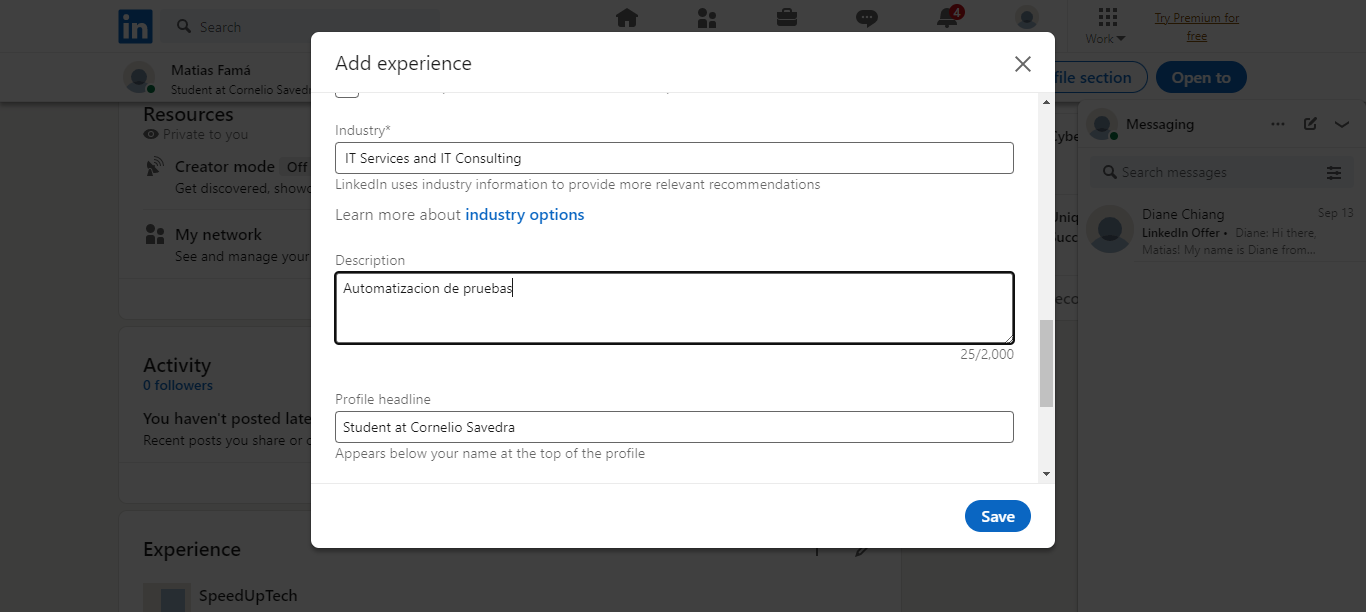 in
Search
4
Work
Try Premium for
free
Matias Famá
Student at Cornelio Saved
file section
Open to
Add experience
Resources
Private to you
Creator mode Off
Get discovered,
My network
See and manage your
Activity
0 followers
You haven't posted
Recent posts you share or
Experience
SpeedUpTech
Industry*
IT Services and IT Consulting
LinkedIn uses industry information to provide more relevant recommendations
Learn more about industry options
Description
Automatizacion de pruebas
25/2,000
Profile headline
Student at Cornelio Savedra
Appears below your name at the top of the profile
Save
Messaging
Search messages
Diane Chiang
Sep 13
LinkedIn Offer • Diane: Hi there,
Matias! My name is Diane from...